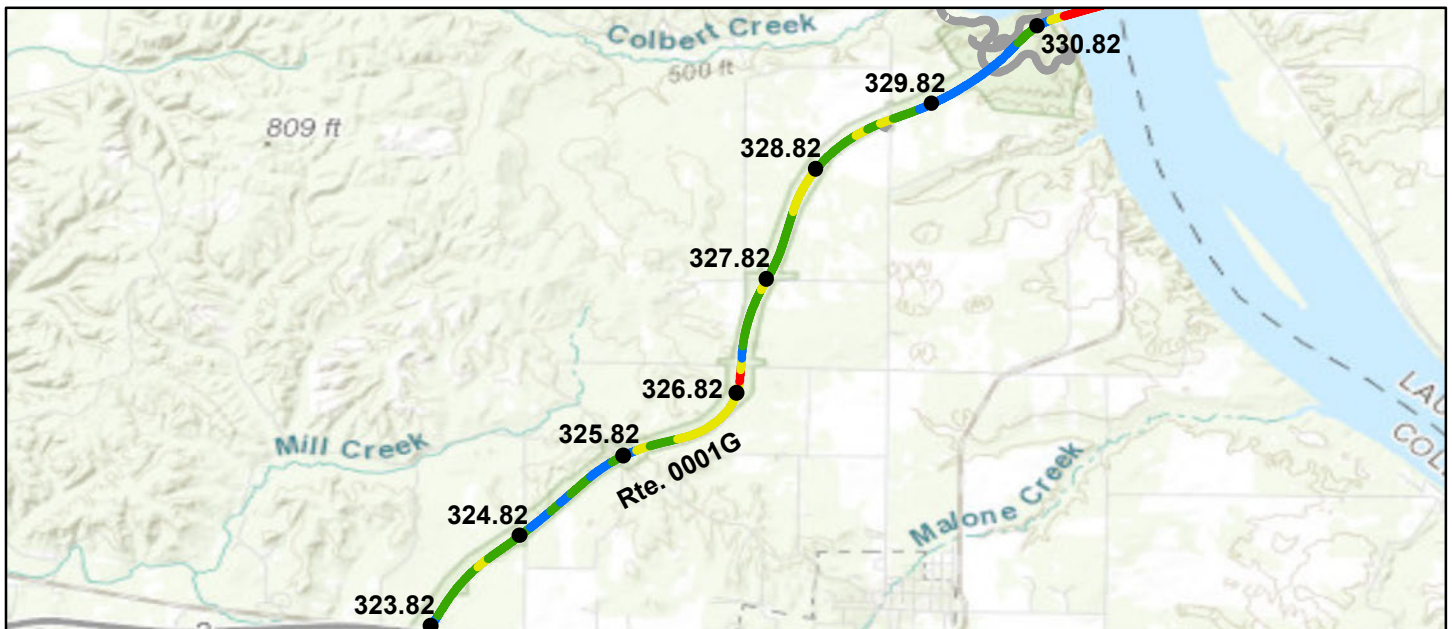 Colbert Creek
330.82
500 ft
329.82
809 ft
328.82
327.82
326.82
LAU
COL
325.82
Mill Creek
Rte. 0001G
Malone Creek
324.82
323.82